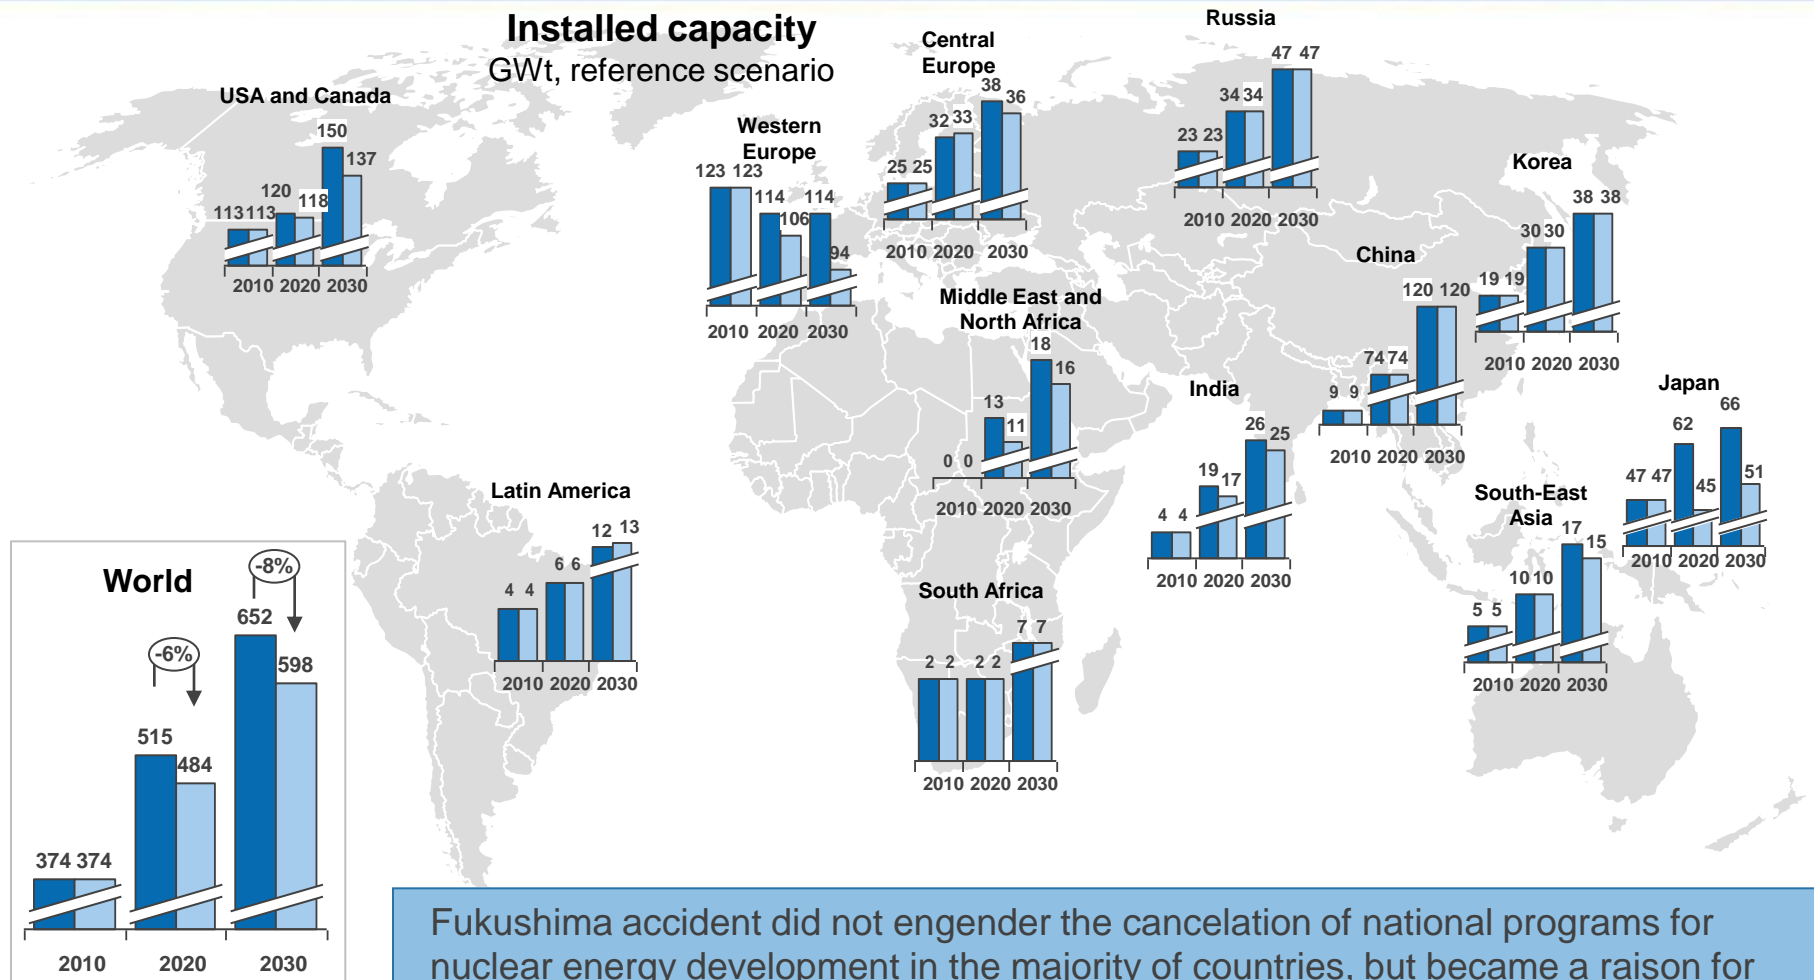 Installed capacity
GWt, reference scenario
USA and Canada
150
137
120
118
113 113
2010 2020 2030
Western
Europe
123 123
114
106
114
94
2010 2020 2030
Central
Europe
38
36
32 33
25 25
2010 2020 2030
Russia
47 47
34 34
23 23
2010 2020 2030
Korea
38 38
30 30
19 19
2010 2020 2030
China
120 120
74 74
9 9
2010 2020 2030
Middle East and
North Africa
18
16
13
11
0 0
2010 2020 2030
India
26
25
19
17
4 4
2010 2020 2030
Japan
66
62
47 47
45
51
2010 2020 2030
South-East
Asia
17
15
10 10
5 5
2010 2020 2030
Latin America
12 13
6 6
4 4
2010 2020 2030
South Africa
7 7
2 2 2 2
2010 2020 2030
World
-8%
652
598
-6%
515
484
374 374
2010 2020 2030
Fukushima accident did not engender the cancelation of national programs for
nuclear energy development in the majority of countries, but became a raison for